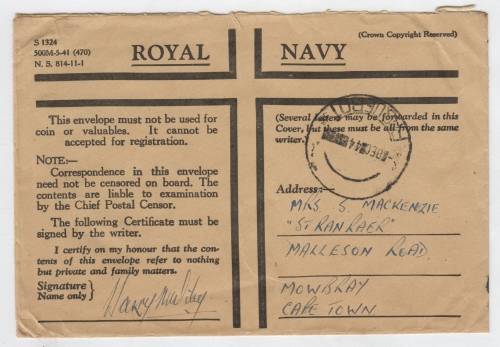 S 1324
500M-5-41 (470)
N. S. 814-11-1
ROYAL NAVY
(Crown Copyright Reserved)
This envelope must not be used for
coin or valuables. It cannot be
accepted for registration.
NOTE:—
Correspondence in this envelope
need not be censored on board. The
contents are liable to examination
by the Chief Postal Censor.
The following Certificate must be
signed by the writer.
I certify on my honour that the con-
tents of this envelope refer to nothing
but private and family matters.
Signature
Name only
(Several letters may be forwarded in this
Cover, but these must be all from the same
writer.)
Address:—
MRS S. MACKENZIE
"STRANRAER"
MALLESON ROAD
MOWBRAY
CAPE TOWN